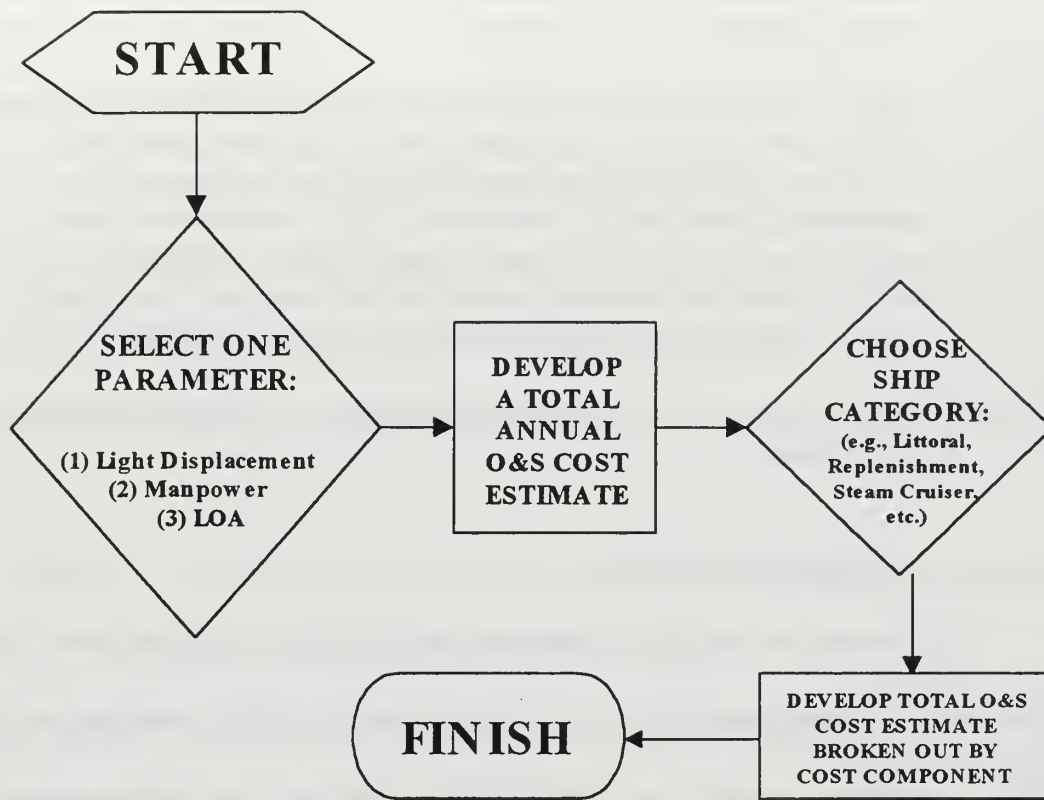 START
SELECT ONE
PARAMETER:
(1) Light Displacement
(2) Manpower
(3) LOA
DEVELOP
A TOTAL
ANNUAL
O&S COST
ESTIMATE
CHOOSE
SHIP
CATEGORY:
(e.g., Littoral,
Replenishment,
Steam Cruiser,
etc.)
DEVELOP TOTAL O&S
COST ESTIMATE
BROKEN OUT BY
COST COMPONENT
FINISH